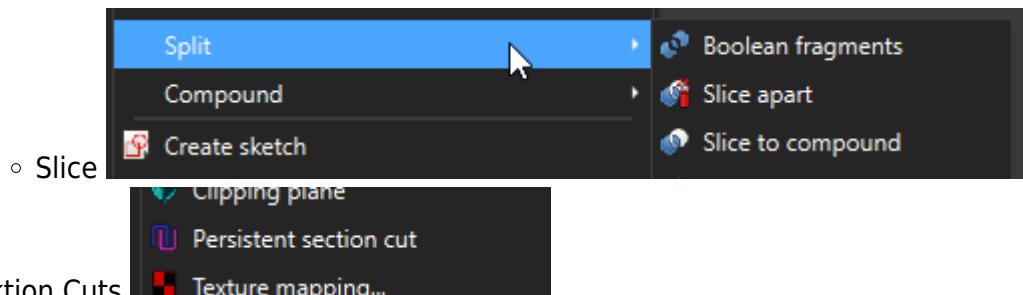 Split
Boolean fragments
Compound
Slice apart
Create sketch
Slice to compound
Slice
Clipping plane
Persistent section cut
Texture mapping...
Cuts